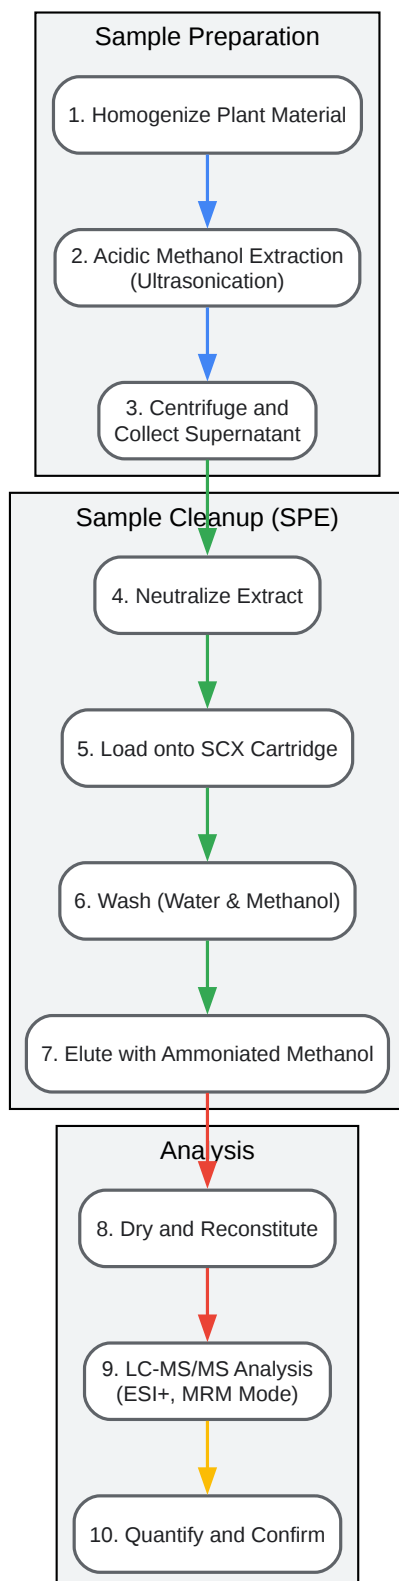 Sample Preparation
1. Homogenize Plant Material
2. Acidic Methanol Extraction
(Ultrasonication)
3. Centrifuge and
Collect Supernatant
Sample Cleanup (SPE)
4. Neutralize Extract
5. Load onto SCX Cartridge
6. Wash (Water & Methanol)
7. Elute with Ammoniated Methanol
Analysis
8. Dry and Reconstitute
9. LC-MS/MS Analysis
(ESI+, MRM Mode)
10. Quantify and Confirm